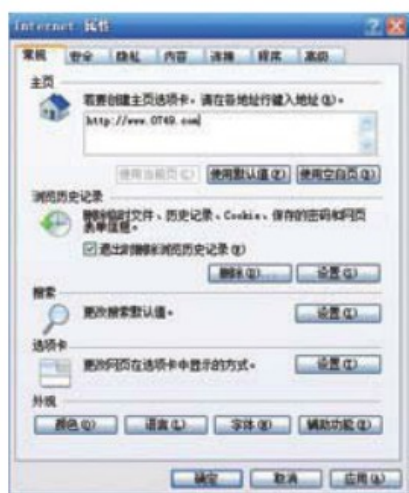 Internet 属性
常规 安全 隐私 内容 连接 程序 高级
主页
若要创建主页选项卡，请在各地址行键入地址(R)。
http://www.0749.com
使用当前页(C) 使用默认值(F) 使用空白页(B)
浏览历史记录
删除临时文件、历史记录、Cookie、保存的密码和网页
表单信息。
退出时删除浏览历史记录(W)
删除(D)... 设置(S)
搜索
更改搜索默认值。 设置(I)
选项卡
更改网页在选项卡中显示的方式。 设置(T)
外观
颜色(O) 语言(L) 字体(N) 辅助功能(E)
确定 取消 应用(A)